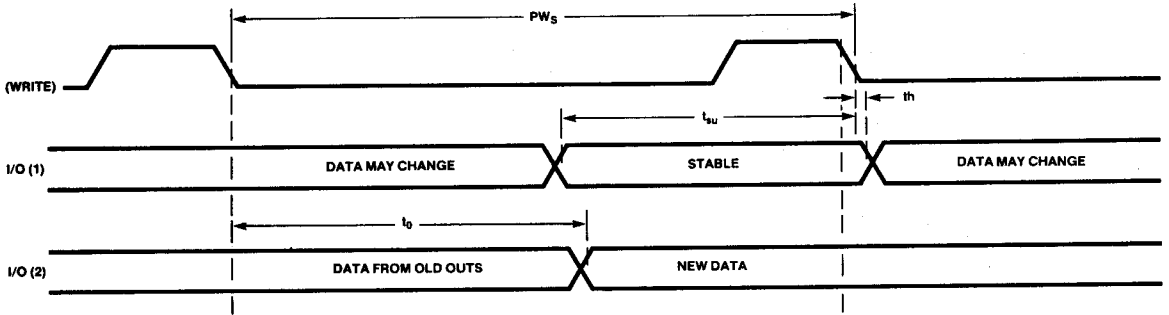 PWS
(WRITE)
th
tsu
I/O (1)
DATA MAY CHANGE
STABLE
DATA MAY CHANGE
t0
I/O (2)
DATA FROM OLD OUTS
NEW DATA